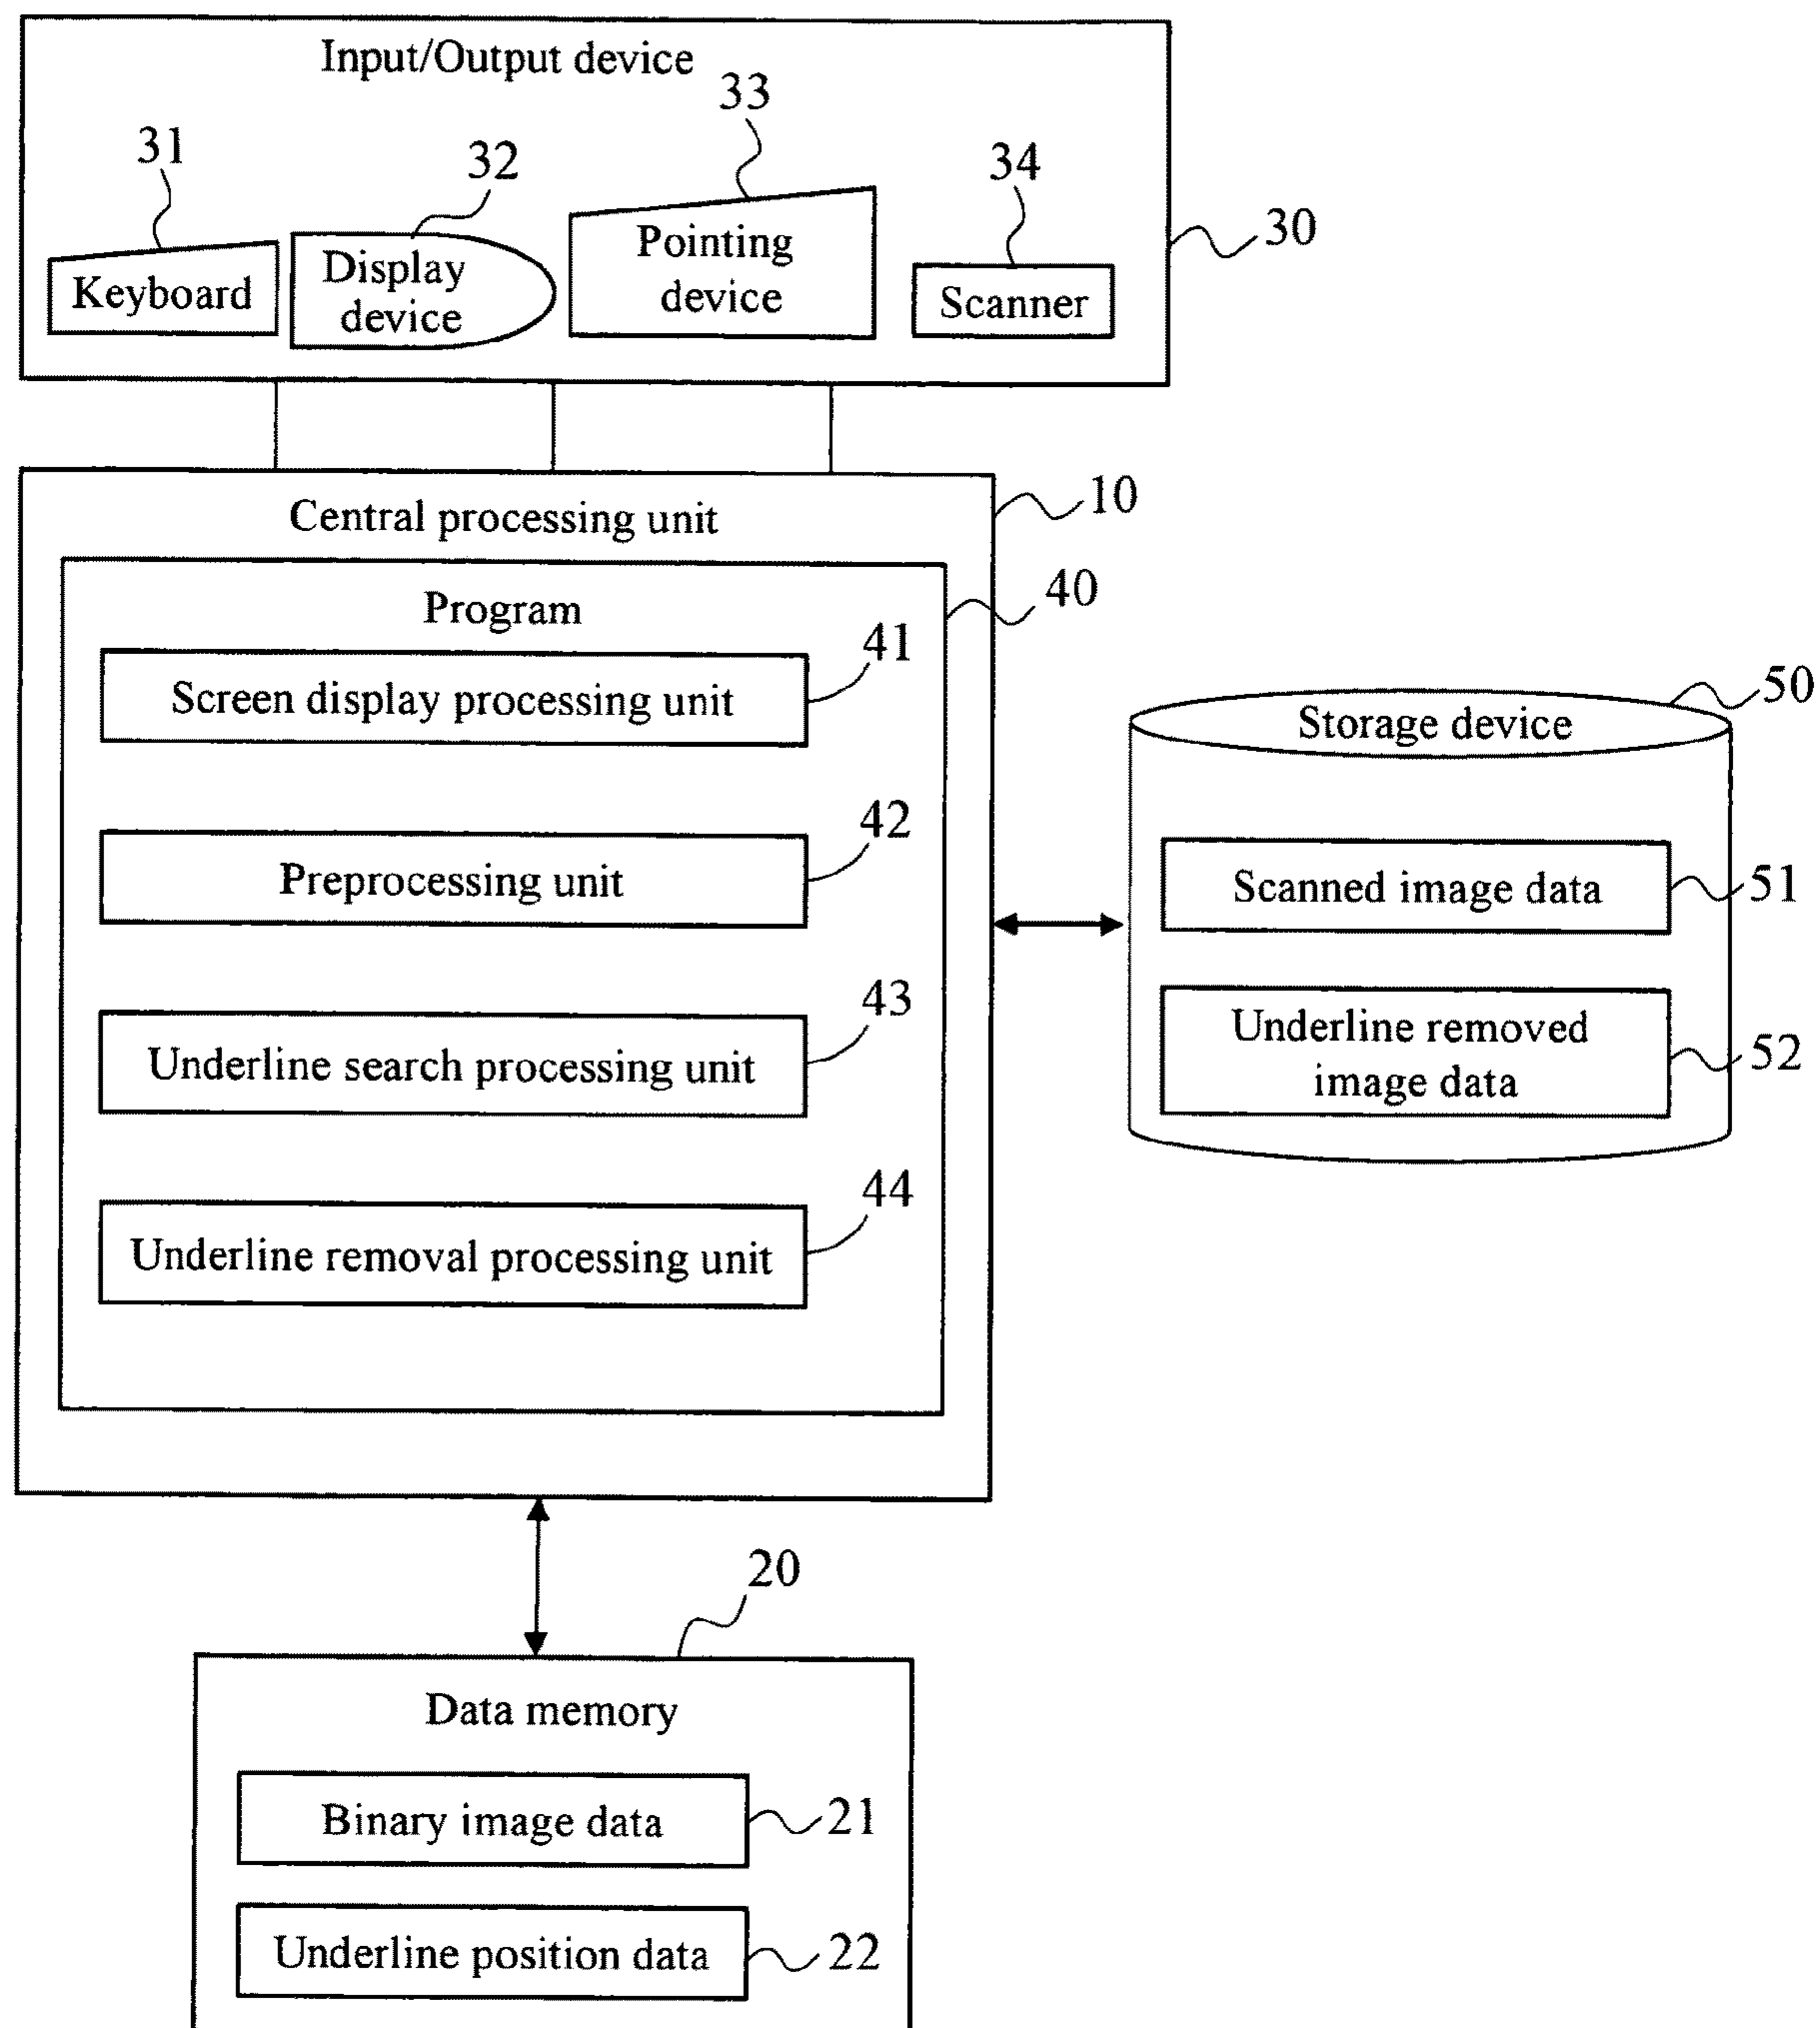 Input/Output device
33
31
32
34
30
Keyboard
Display
device
Pointing
device
Scanner
10
Central processing unit
40
Program
41
Screen display processing unit
42
Preprocessing unit
43
Underline search processing unit
44
Underline removal processing unit
50
Storage device
Scanned image data
51
Underline removed
image data
52
20
Data memory
Binary image data
21
Underline position data
22